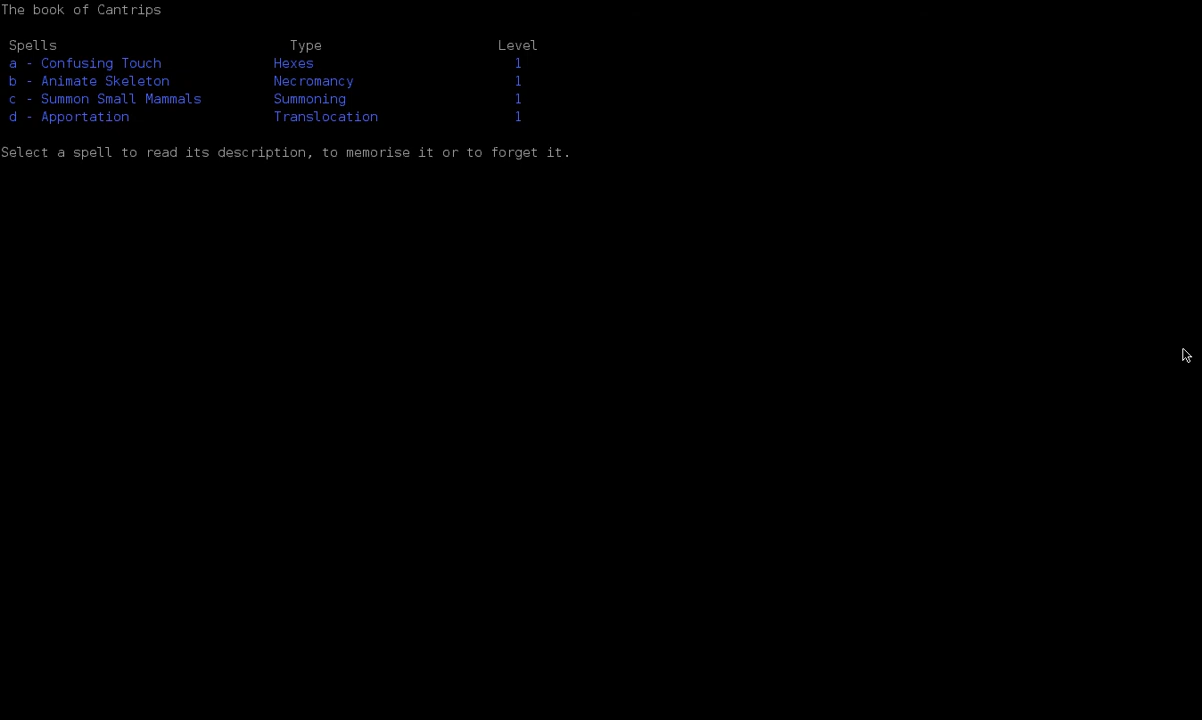 The book of Cantrips
Spells Type Level
a - Confusing Touch Hexes 1
b - Animate Skeleton Necromancy 1
c - Summon Small Mammals Summoning 1
d - Apportation Translocation 1
Select a spell to read its description, to memorise it or to forget it.